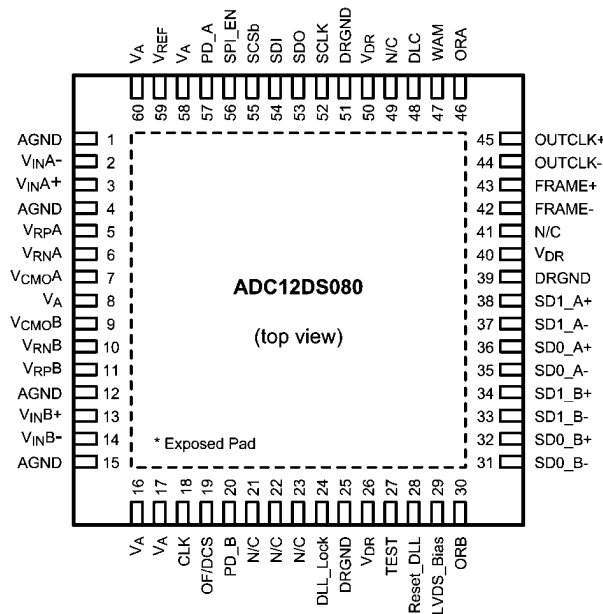 VA VREF VA PD_A SPI_EN SCSb SDI SDO SCLK DRGND VDR N/C DLC WAM ORA
60 59 58 57 56 55 54 53 52 51 50 49 48 47 46
AGND 1
VINA- 2
VINA+ 3
AGND 4
VRPA 5
VRNA 6
VCMOA 7
VA 8
VCMOB 9
VRNB 10
VRPB 11
AGND 12
VINB+ 13
VINB- 14
AGND 15
ADC12DS080
(top view)
* Exposed Pad
45 OUTCLK+
44 OUTCLK-
43 FRAME+
42 FRAME-
41 N/C
40 VDR
39 DRGND
38 SD1_A+
37 SD1_A-
36 SD0_A+
35 SD0_A-
34 SD1_B+
33 SD1_B-
32 SD0_B+
31 SD0_B-
16 17 18 19 20 21 22 23 24 25 26 27 28 29 30
VA VA CLK OF/DCS PD_B N/C N/C N/C DLL_Lock DRGND VDR TEST Reset_DLL LVDS_Bias ORB